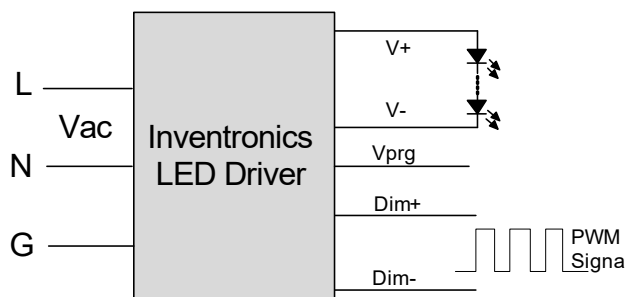 L
Vac
N
G
Inventronics
LED Driver
V+
V-
Vprg
Dim+
Dim-
PWM
Signa